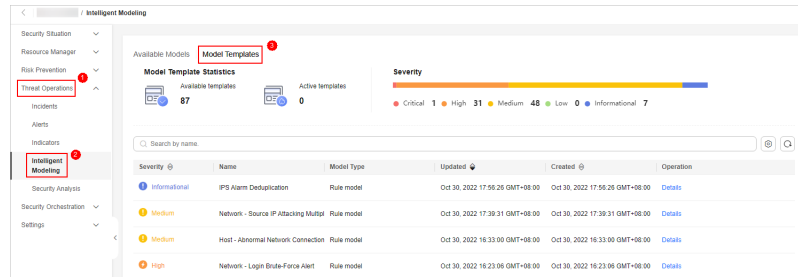 / Intelligent Modeling
Security Situation
Resource Manager
Risk Prevention
1
Threat Operations
Incidents
Alerts
Indicators
2
Intelligent
Modeling
Security Analysis
Security Orchestration
Settings
Available Models Model Templates 3
Model Template Statistics
Available templates
87
Active templates
0
Severity
Critical 1 High 31 Medium 48 Low 0 Informational 7
Search by name.
Severity Name Model Type Updated Created Operation
Informational IPS Alarm Deduplication Rule model Oct 30, 2022 17:56:26 GMT+08:00 Oct 30, 2022 17:56:26 GMT+08:00 Details
Medium Network - Source IP Attacking Multipl Rule model Oct 30, 2022 17:39:31 GMT+08:00 Oct 30, 2022 17:39:31 GMT+08:00 Details
Medium Host - Abnormal Network Connection Rule model Oct 30, 2022 16:33:00 GMT+08:00 Oct 30, 2022 16:33:00 GMT+08:00 Details
High Network - Login Brute-Force Alert Rule model Oct 30, 2022 16:23:06 GMT+08:00 Oct 30, 2022 16:23:06 GMT+08:00 Details